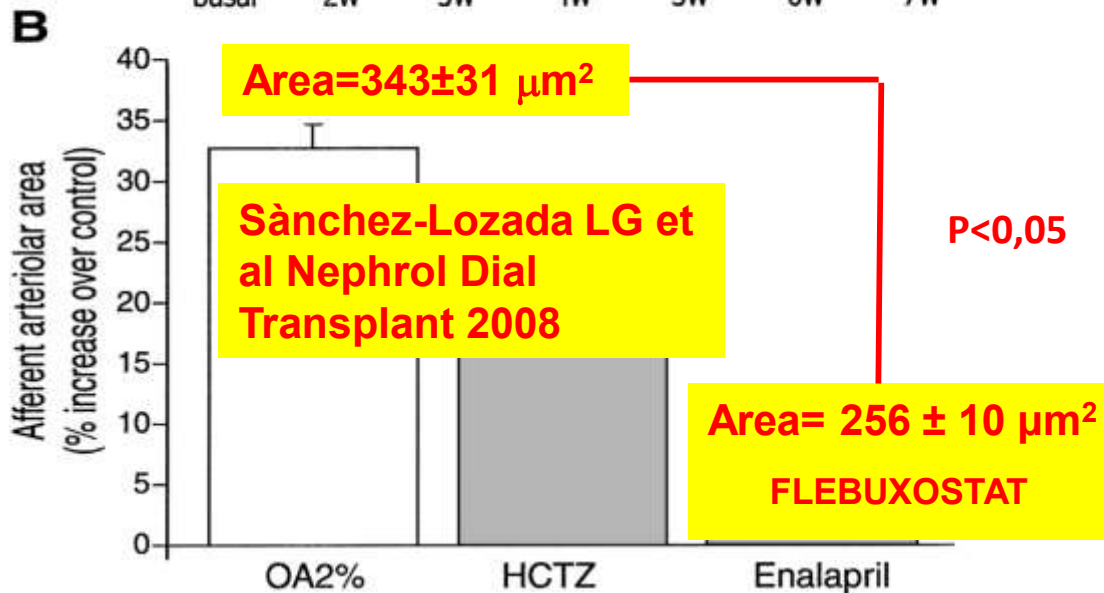 B
Area=343±31 μm²
Sànchez-Lozada LG et
al Nephrol Dial
Transplant 2008
P<0,05
Area= 256 ± 10 µm²
FLEBUXOSTAT
Afferent arteriolar area
(% increase over control)
40
35
30
25
20
15
10
5
0
OA2%
HCTZ
Enalapril